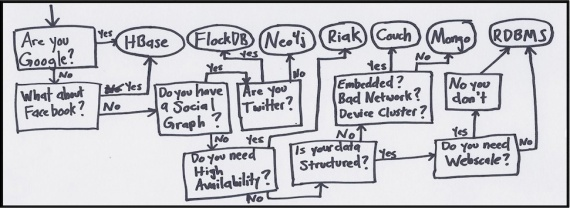 Are you
Google?
Yes
No
HBase
FlockDB
Neo4j
Riak
Couch
Mongo
RDBMS
What about
Facebook?
Yes
No
Do you have
a Social
Graph ?
Yes
No
Are you
Twitter?
Yes
No
Do you need
High
Availability?
Yes
No
Is your data
Structured?
No
Yes
Embedded?
Bad Network?
Device Cluster?
Yes
No
Do you need
Webscale?
Yes
No
No you
don't